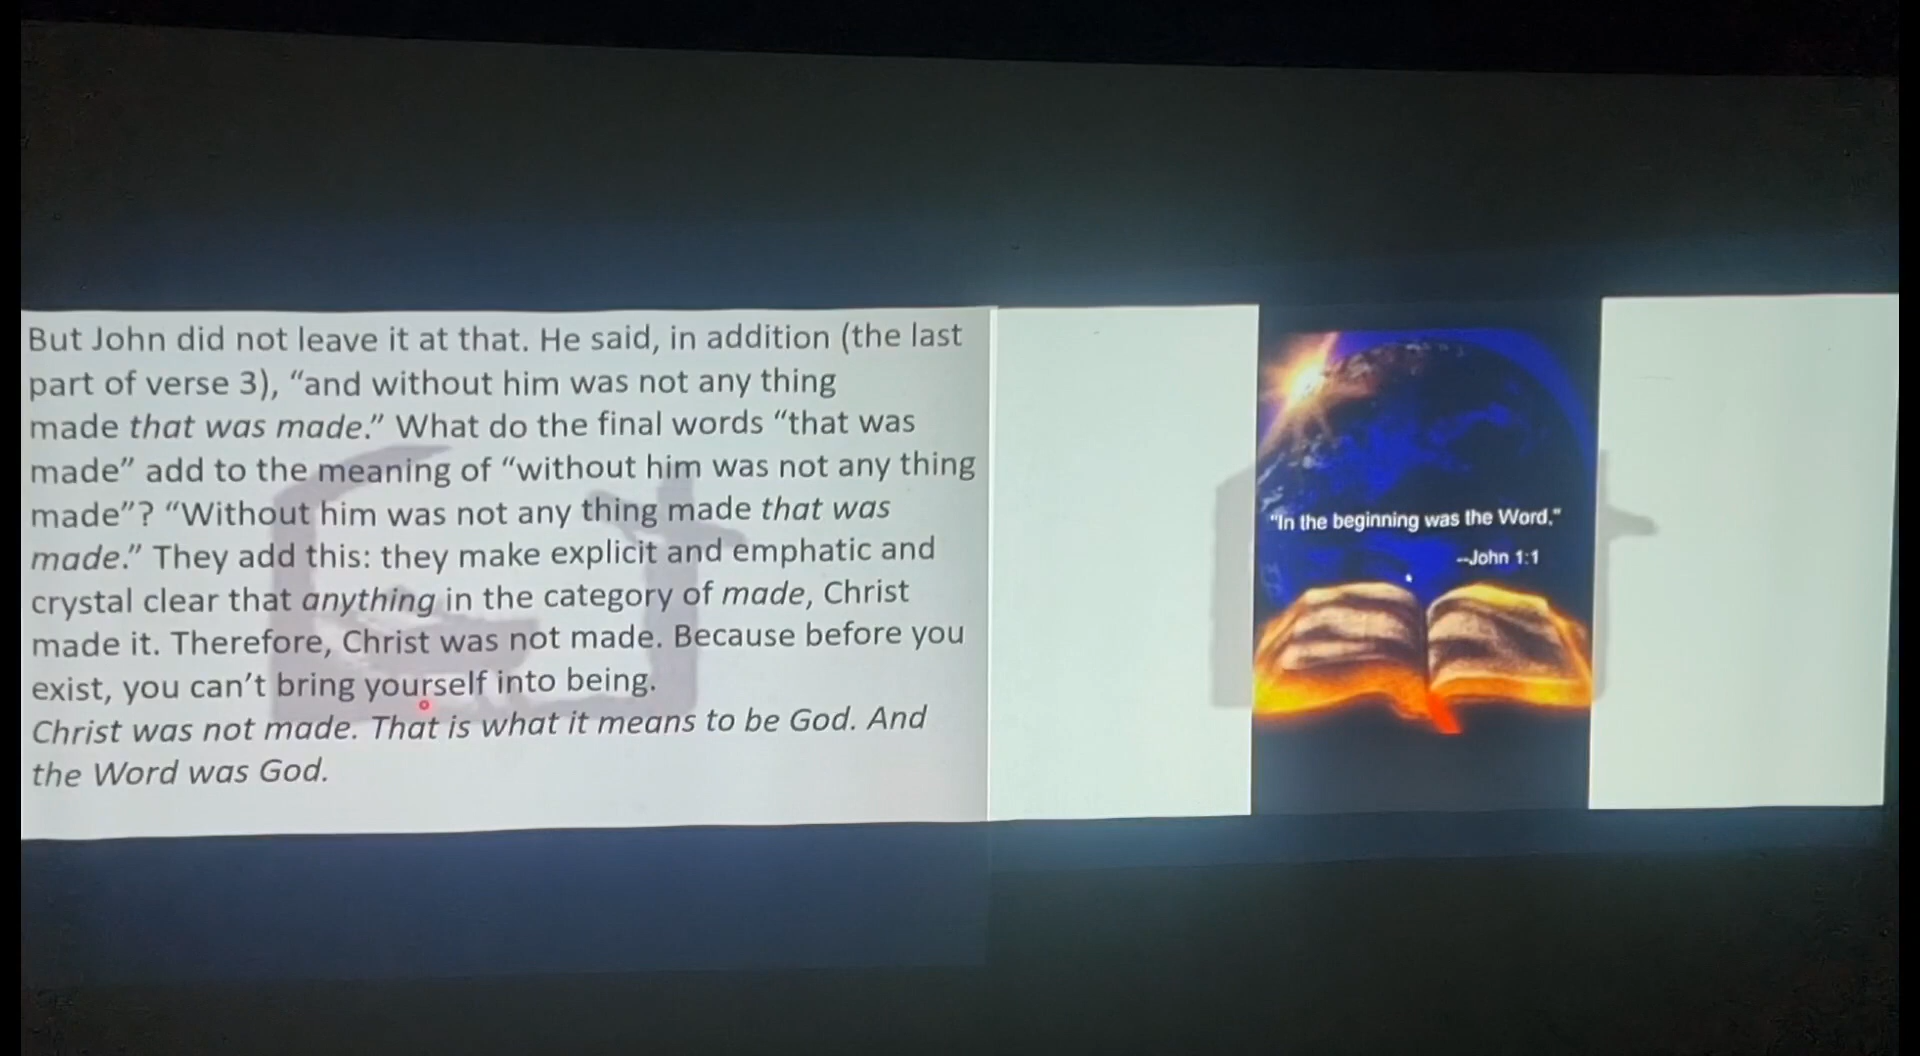 But John did not leave it at that. He said, in addition (the last
part of verse 3), “and without him was not any thing
made that was made.” What do the final words “that was
made” add to the meaning of “without him was not any thing
made”? “Without him was not any thing made that was
made.” They add this: they make explicit and emphatic and
crystal clear that anything in the category of made, Christ
made it. Therefore, Christ was not made. Because before you
exist, you can’t bring yourself into being.
Christ was not made. That is what it means to be God. And
the Word was God.
“In the beginning was the Word,”
--John 1:1